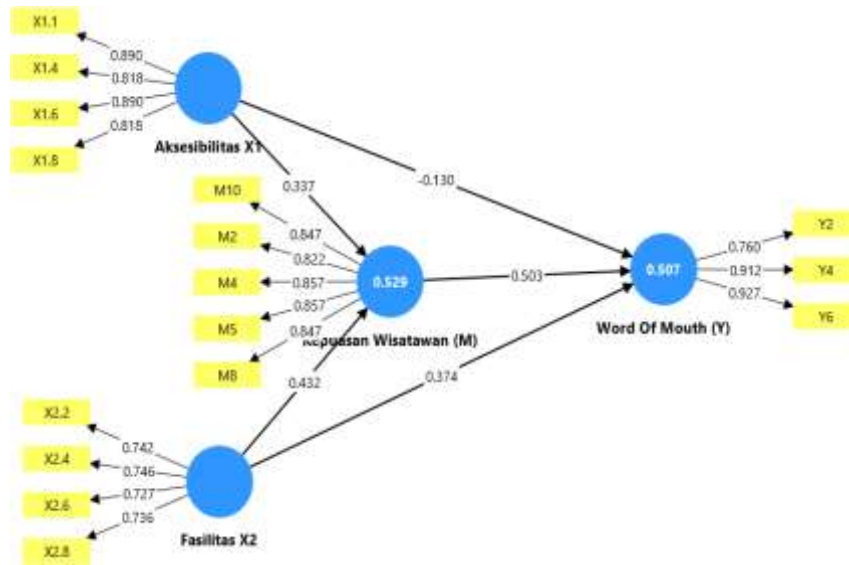 X1.1
0.890
X1.4
0.818
X1.6
0.890
X1.8
0.818
Aksesibilitas X1
0.337
-0.130
M10
0.847
M2
0.822
M4
0.857
M5
0.857
M8
0.847
0.529
Kepuasan Wisatawan (M)
0.503
0.507
Word Of Mouth (Y)
Y2
0.760
Y4
0.912
Y6
0.927
0.432
0.374
X2.2
0.742
X2.4
0.746
X2.6
0.727
X2.8
0.736
Fasilitas X2